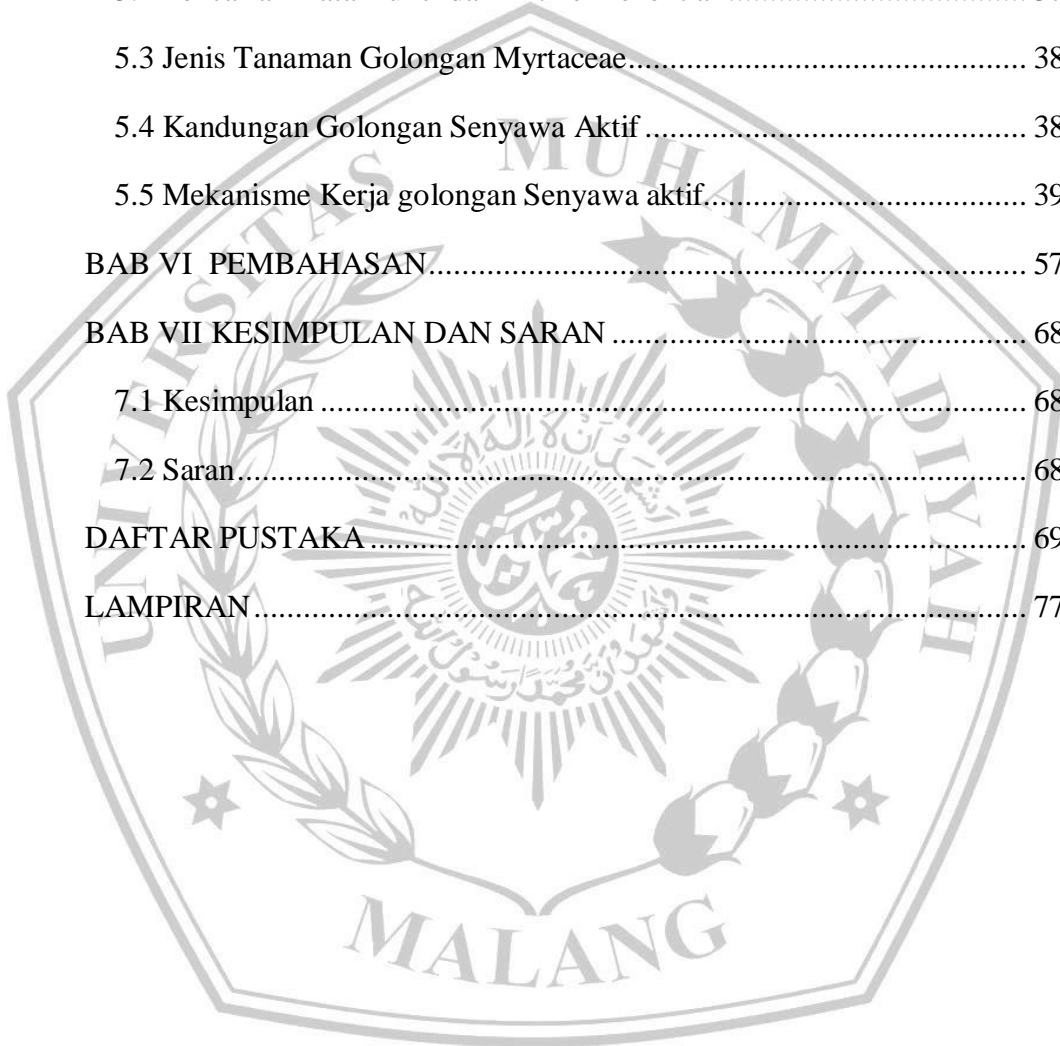 5.3 Jenis Tanaman Golongan Myrtaceae............................................... 38
5.4 Kandungan Golongan Senyawa Aktif ............................................. 38
5.5 Mekanisme Kerja golongan Senyawa aktif...................................... 39
BAB VI  PEMBAHASAN....................................................................... 57
BAB VII KESIMPULAN DAN SARAN ................................................. 68
7.1 Kesimpulan ..................................................................................... 68
7.2 Saran................................................................................................ 68
DAFTAR PUSTAKA .............................................................................. 69
LAMPIRAN............................................................................................ 77
UNIVERSITAS MUHAMMADIYAH
MALANG